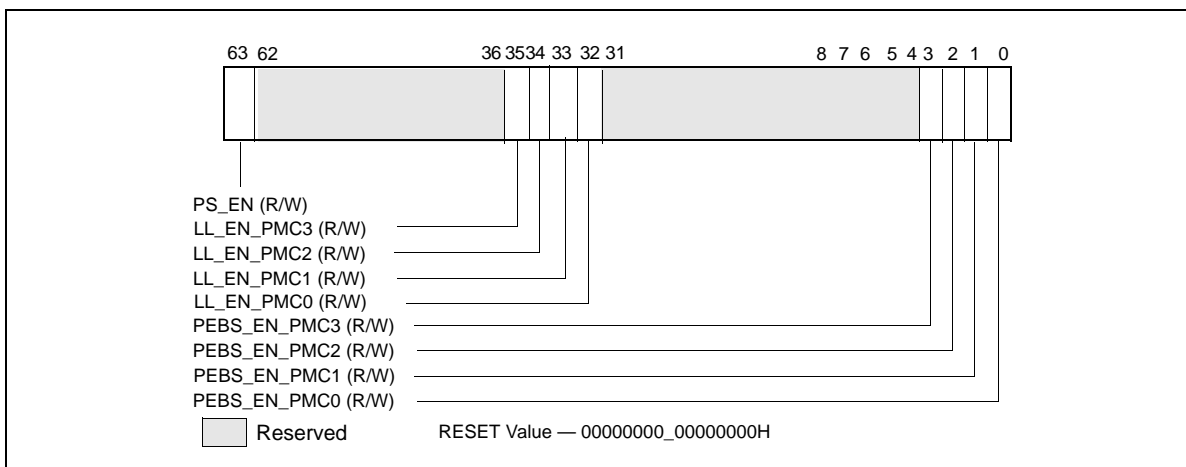 63 62 36 35 34 33 32 31 8 7 6 5 4 3 2 1 0
PS_EN (R/W)
LL_EN_PMC3 (R/W)
LL_EN_PMC2 (R/W)
LL_EN_PMC1 (R/W)
LL_EN_PMC0 (R/W)
PEBS_EN_PMC3 (R/W)
PEBS_EN_PMC2 (R/W)
PEBS_EN_PMC1 (R/W)
PEBS_EN_PMC0 (R/W)
Reserved RESET Value — 00000000_00000000H